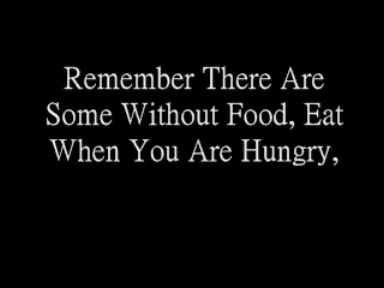 Remember There Are
Some Without Food, Eat
When You Are Hungry,